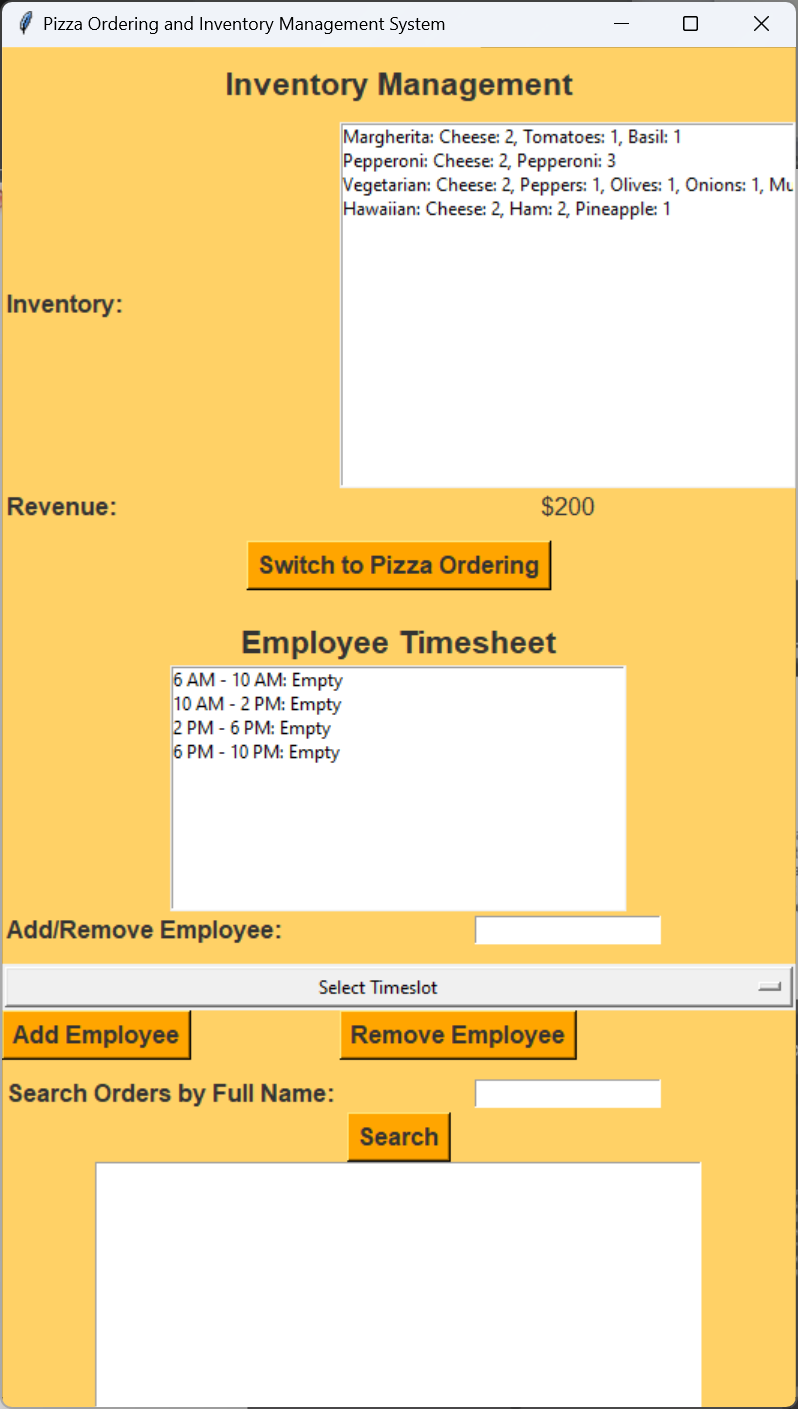 Pizza Ordering and Inventory Management System
Inventory Management
Margherita: Cheese: 2, Tomatoes: 1, Basil: 1
Pepperoni: Cheese: 2, Pepperoni: 3
Vegetarian: Cheese: 2, Peppers: 1, Olives: 1, Onions: 1, Mu
Hawaiian: Cheese: 2, Ham: 2, Pineapple: 1
Inventory:
Revenue: $200
Switch to Pizza Ordering
Employee Timesheet
6 AM - 10 AM: Empty
10 AM - 2 PM: Empty
2 PM - 6 PM: Empty
6 PM - 10 PM: Empty
Add/Remove Employee:
Select Timeslot
Add Employee Remove Employee
Search Orders by Full Name:
Search